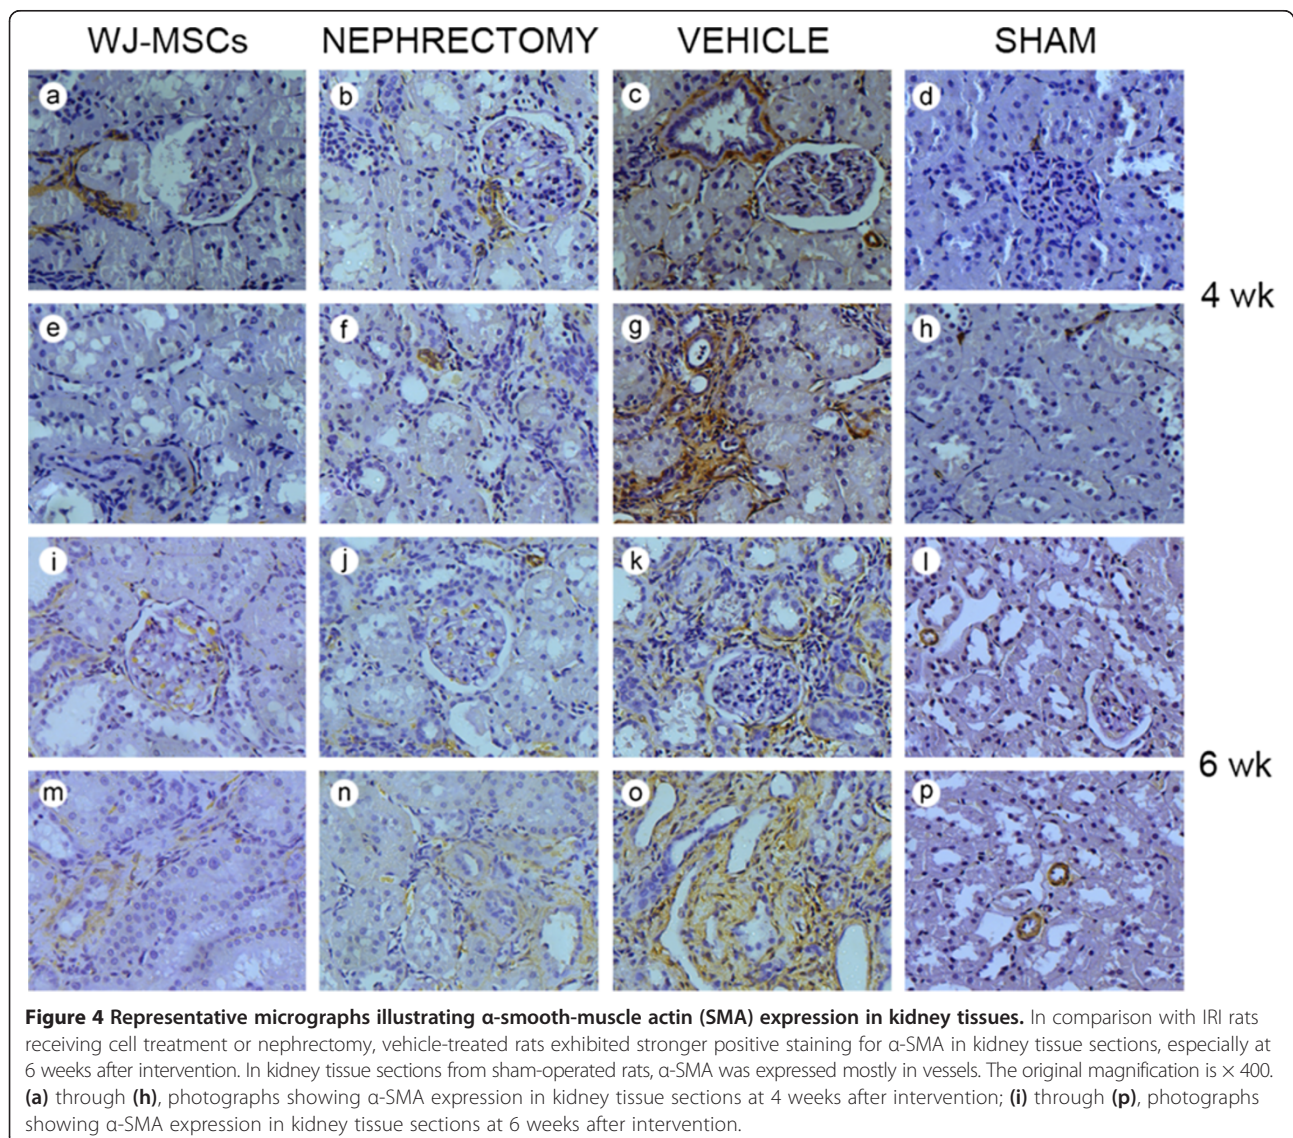 WJ-MSCs NEPHRECTOMY VEHICLE SHAM
a b c d
4 wk
e f g h
i j k l
6 wk
m n o p
Figure 4 Representative micrographs illustrating α-smooth-muscle actin (SMA) expression in kidney tissues. In comparison with IRI rats
receiving cell treatment or nephrectomy, vehicle-treated rats exhibited stronger positive staining for α-SMA in kidney tissue sections, especially at
6 weeks after intervention. In kidney tissue sections from sham-operated rats, α-SMA was expressed mostly in vessels. The original magnification is × 400.
(a) through (h), photographs showing α-SMA expression in kidney tissue sections at 4 weeks after intervention; (i) through (p), photographs
showing α-SMA expression in kidney tissue sections at 6 weeks after intervention.